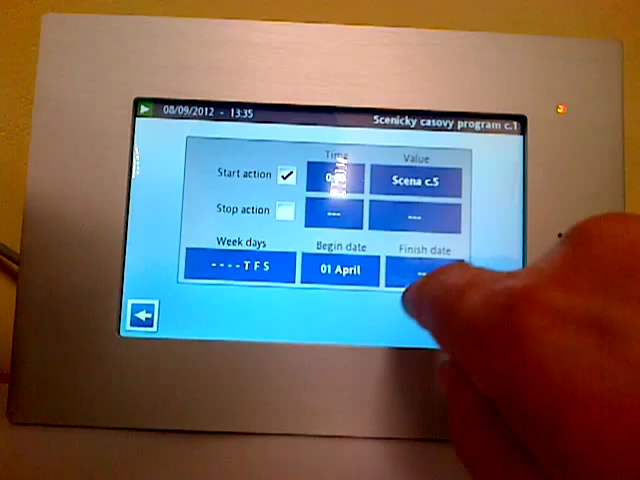 08/09/2012 - 13:35
Scenicky casovy program c.1
Time Value
Start action Scena c.5
Stop action --- ---
Week days Begin date Finish date
- - - - T F S 01 April